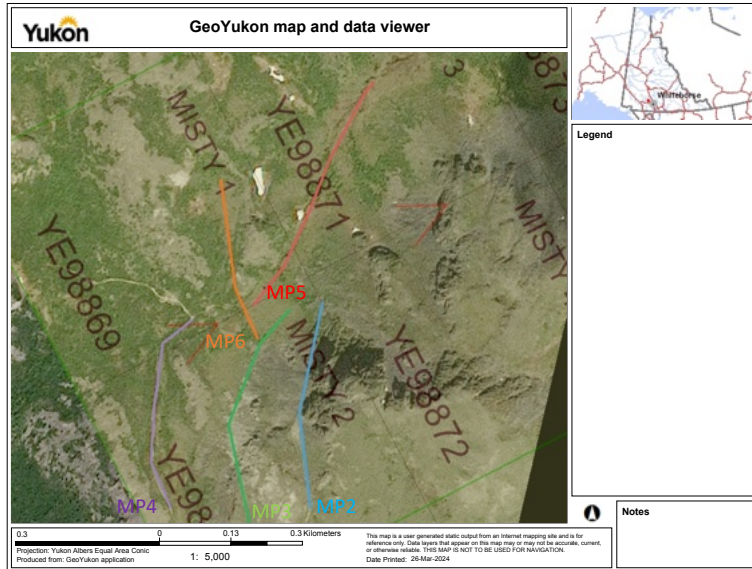 Yukon
GeoYukon map and data viewer
Whitehorse
Legend
3
MISTY 1
YE98871
MISTY
YE98869
MP5
MP6
MISTY 2
YE98872
MP4
YE98
MP3
MP2
Notes
0.3
0
0.13
0.3 Kilometers
Projection: Yukon Albers Equal Area Conic
Produced from: GeoYukon application
1: 5,000
This map is a user generated static output from an Internet mapping site and is for
reference only. Data layers that appear on this map may or may not be accurate, current,
or otherwise reliable. THIS MAP IS NOT TO BE USED FOR NAVIGATION.
Date Printed: 26-Mar-2024